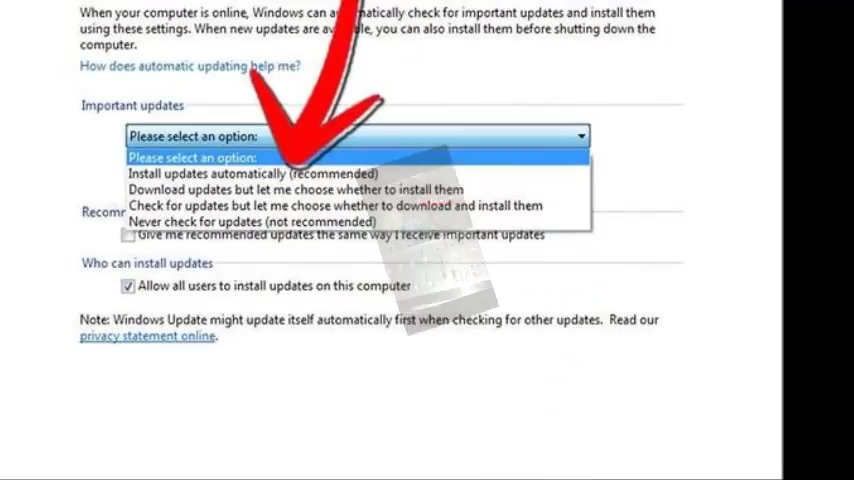 When your computer is online, Windows can automatically check for important updates and install them
using these settings. When new updates are available, you can also install them before shutting down the
computer.
How does automatic updating help me?
Important updates
Please select an option:
Please select an option:
Install updates automatically (recommended)
Download updates but let me choose whether to install them
Check for updates but let me choose whether to download and install them
Never check for updates (not recommended)
Recomm
Give me recommended updates the same way I receive important updates
Who can install updates
Allow all users to install updates on this computer
Note: Windows Update might update itself automatically first when checking for other updates. Read our
privacy statement online.